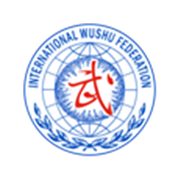 INTERNATIONAL WUSHU FEDERATION
武